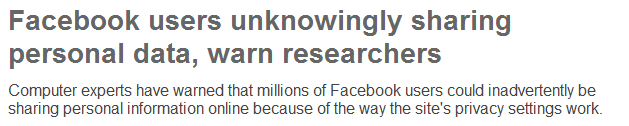 Facebook users unknowingly sharing
personal data, warn researchers
Computer experts have warned that millions of Facebook users could inadvertently be
sharing personal information online because of the way the site's privacy settings work.